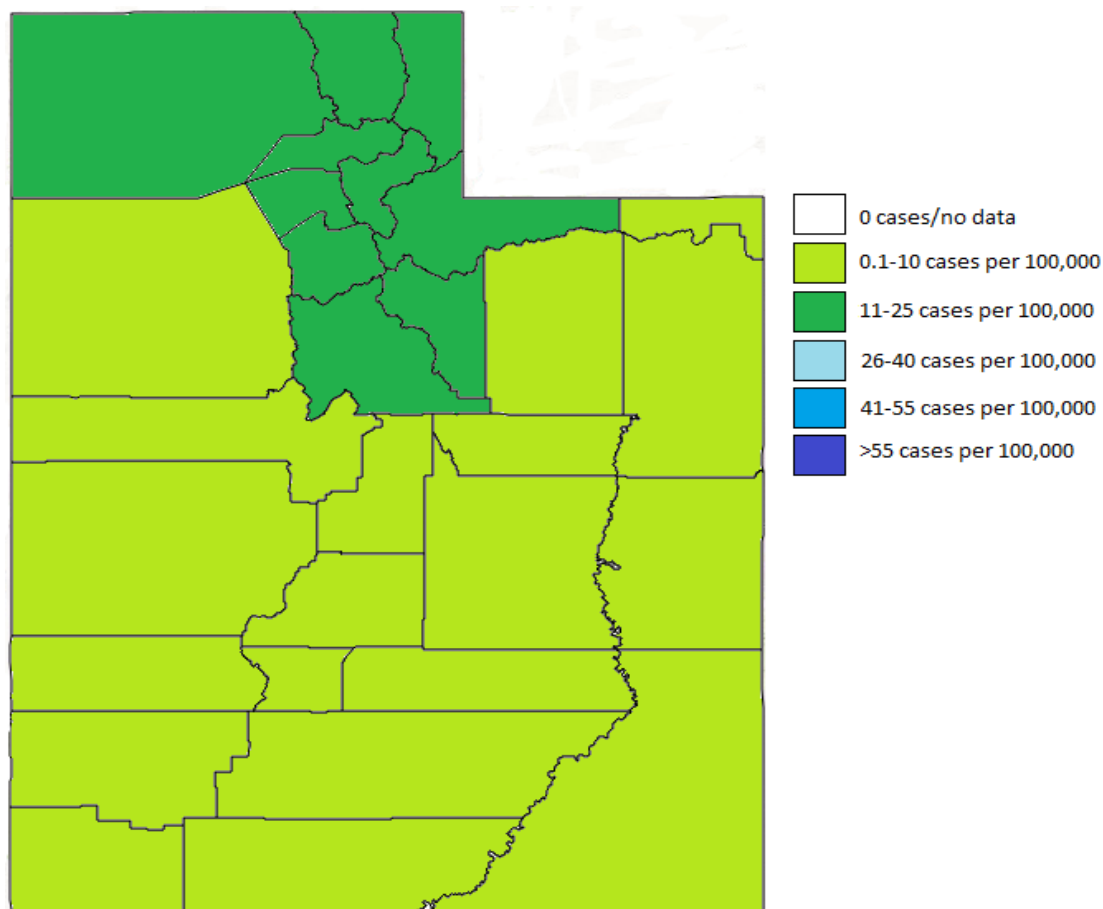 0 cases/no data
0.1-10 cases per 100,000
11-25 cases per 100,000
26-40 cases per 100,000
41-55 cases per 100,000
>55 cases per 100,000